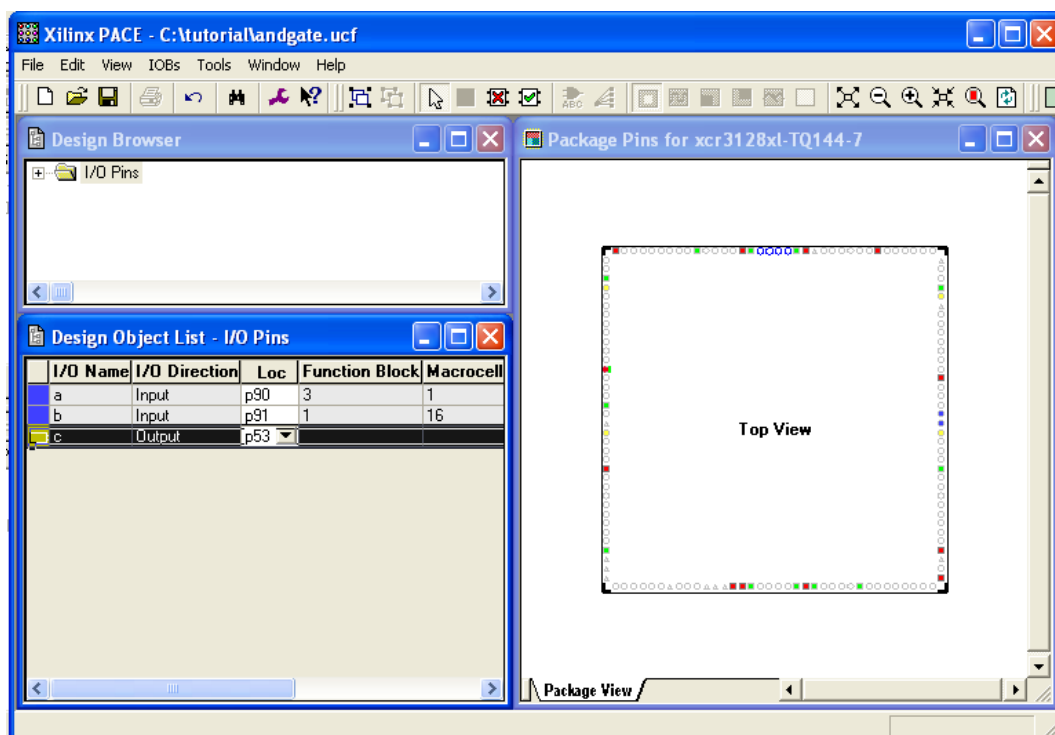 Xilinx PACE - C:\tutorial\andgate.ucf
File Edit View IOBs Tools Window Help
ABC
Design Browser
I/O Pins
Design Object List - I/O Pins
I/O Name I/O Direction Loc Function Block Macrocell
a Input p90 3 1
b Input p91 1 16
c Output p53
Package Pins for xcr3128xl-TQ144-7
Top View
Package View